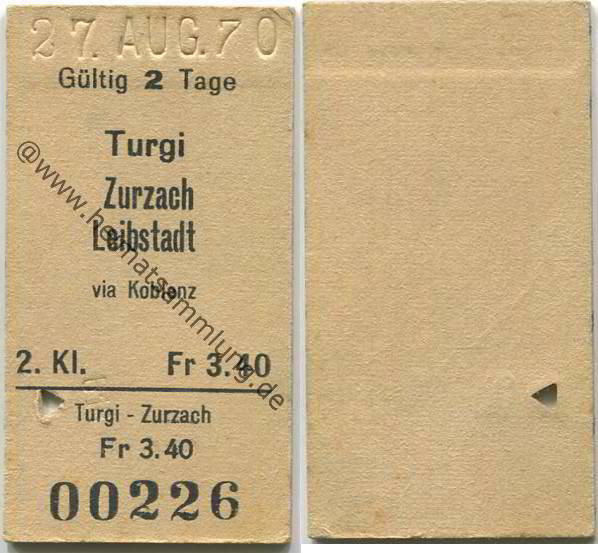 27. AUG. 70
Gültig 2 Tage
Turgi
Zurzach
Leibstadt
via Koblenz
2. Kl. Fr 3.40
Turgi - Zurzach
Fr 3.40
00226
@www.heimatsammlung.de